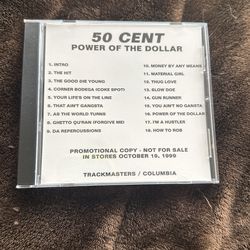 50 CENT
POWER OF THE DOLLAR
1. INTRO
2. THE HIT
3. THE GOOD DIE YOUNG
4. CORNER BODEGA (COKE SPOT)
5. YOUR LIFE'S ON THE LINE
6. THAT AIN'T GANGSTA
7. AS THE WORLD TURNS
8. GHETTO QU'RAN (FORGIVE ME)
9. DA REPERCUSSIONS
10. MONEY BY ANY MEANS
11. MATERIAL GIRL
12. THUG LOVE
13. SLOW DOE
14. GUN RUNNER
15. YOU AIN'T NO GANSTA
16. POWER OF THE DOLLAR
17. I'M A HUSTLER
18. HOW TO ROB
PROMOTIONAL COPY - NOT FOR SALE
IN STORES OCTOBER 19, 1999
TRACKMASTERS / COLUMBIA